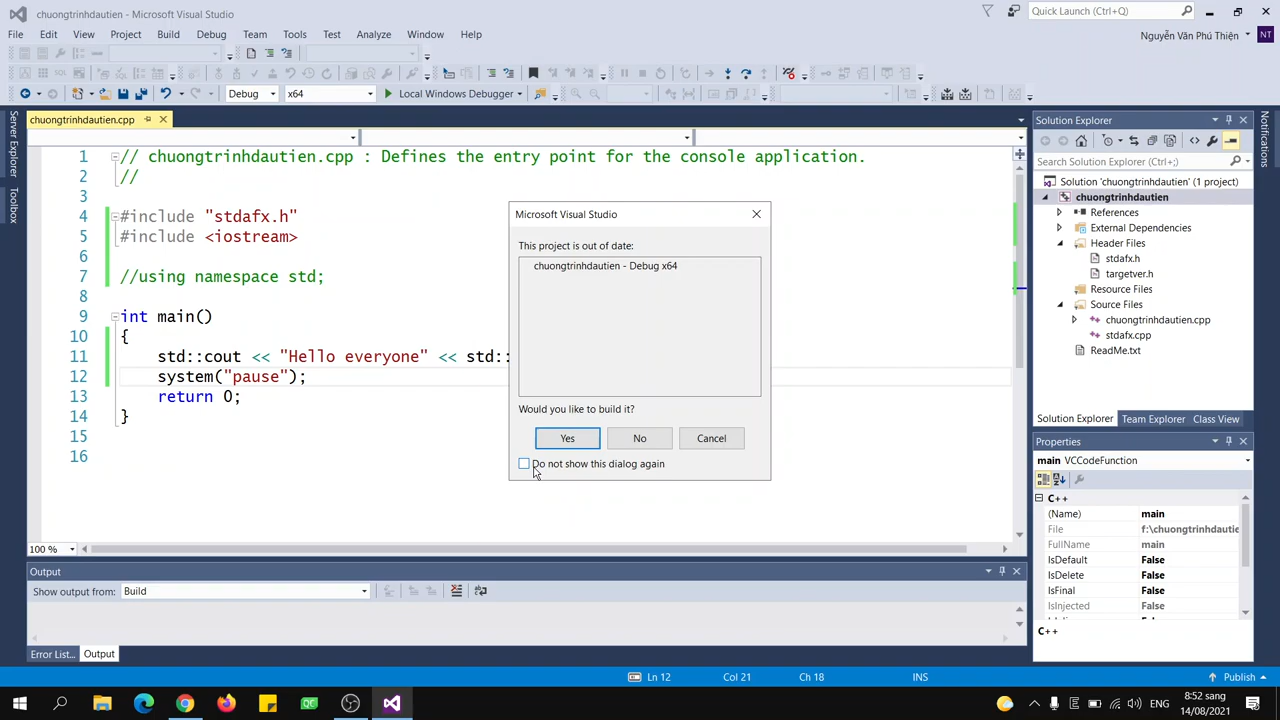 chuongtrinhdautien - Microsoft Visual Studio
Quick Launch (Ctrl+Q)
File Edit View Project Build Debug Team Tools Test Analyze Window Help
Nguyễn Văn Phú Thiện NT
Debug x64 Local Windows Debugger
Server Explorer
Toolbox
Notifications
chuongtrinhdautien.cpp
1 // chuongtrinhdautien.cpp : Defines the entry point for the console application.
2 //
3
4 #include "stdafx.h"
5 #include <iostream>
6
7 //using namespace std;
8
9 int main()
10 {
11 std::cout << "Hello everyone" << std::
12 system("pause");
13 return 0;
14 }
15
16
100 %
Microsoft Visual Studio
This project is out of date:
chuongtrinhdautien - Debug x64
Would you like to build it?
Yes No Cancel
Do not show this dialog again
Solution Explorer
Search Solution Explorer (Ctrl+;)
Solution 'chuongtrinhdautien' (1 project)
chuongtrinhdautien
References
External Dependencies
Header Files
stdafx.h
targetver.h
Resource Files
Source Files
chuongtrinhdautien.cpp
stdafx.cpp
ReadMe.txt
Solution Explorer Team Explorer Class View
Properties
main VCCodeFunction
C++
(Name) main
File f:\chuongtrinhdautie
FullName main
IsDefault False
IsDelete False
IsFinal False
IsInjected False
C++
Output
Show output from: Build
Error List... Output
Ln 12 Col 21 Ch 18 INS Publish
ENG
8:52 sang
14/08/2021